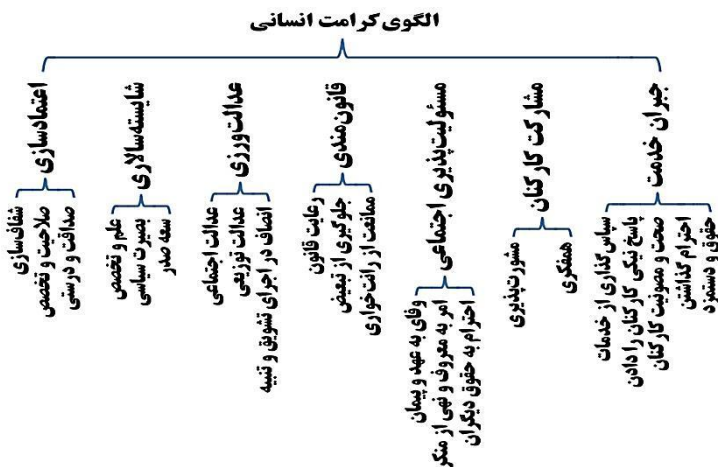 الگوی کرامت انسانی
جبران خدمت
حقوق و دستمزد
احترام گذاشتن
صحت و مصونیت کارکنان
پاسخ نیکی کارکنان را دادن
سپاس‌گذاری از خدمات
مشارکت کارکنان
همفکری
مشورت‌پذیری
مسئولیت‌پذیری اجتماعی
احترام به حقوق دیگران
امر به معروف و نهی از منکر
وفای به عهد و پیمان
قانون‌مندی
ممانعت از رانت‌خواری
جلوگیری از تبعیض
رعایت قانون
عدالت‌ورزی
انصاف در اجرای تشویق و تنبیه
عدالت توزیعی
عدالت اجتماعی
شایسته‌سالاری
سعه صدر
بصیرت سیاسی
علم و تخصص
اعتمادسازی
صداقت و درستی
صلاحیت و تخصص
شفاف‌سازی